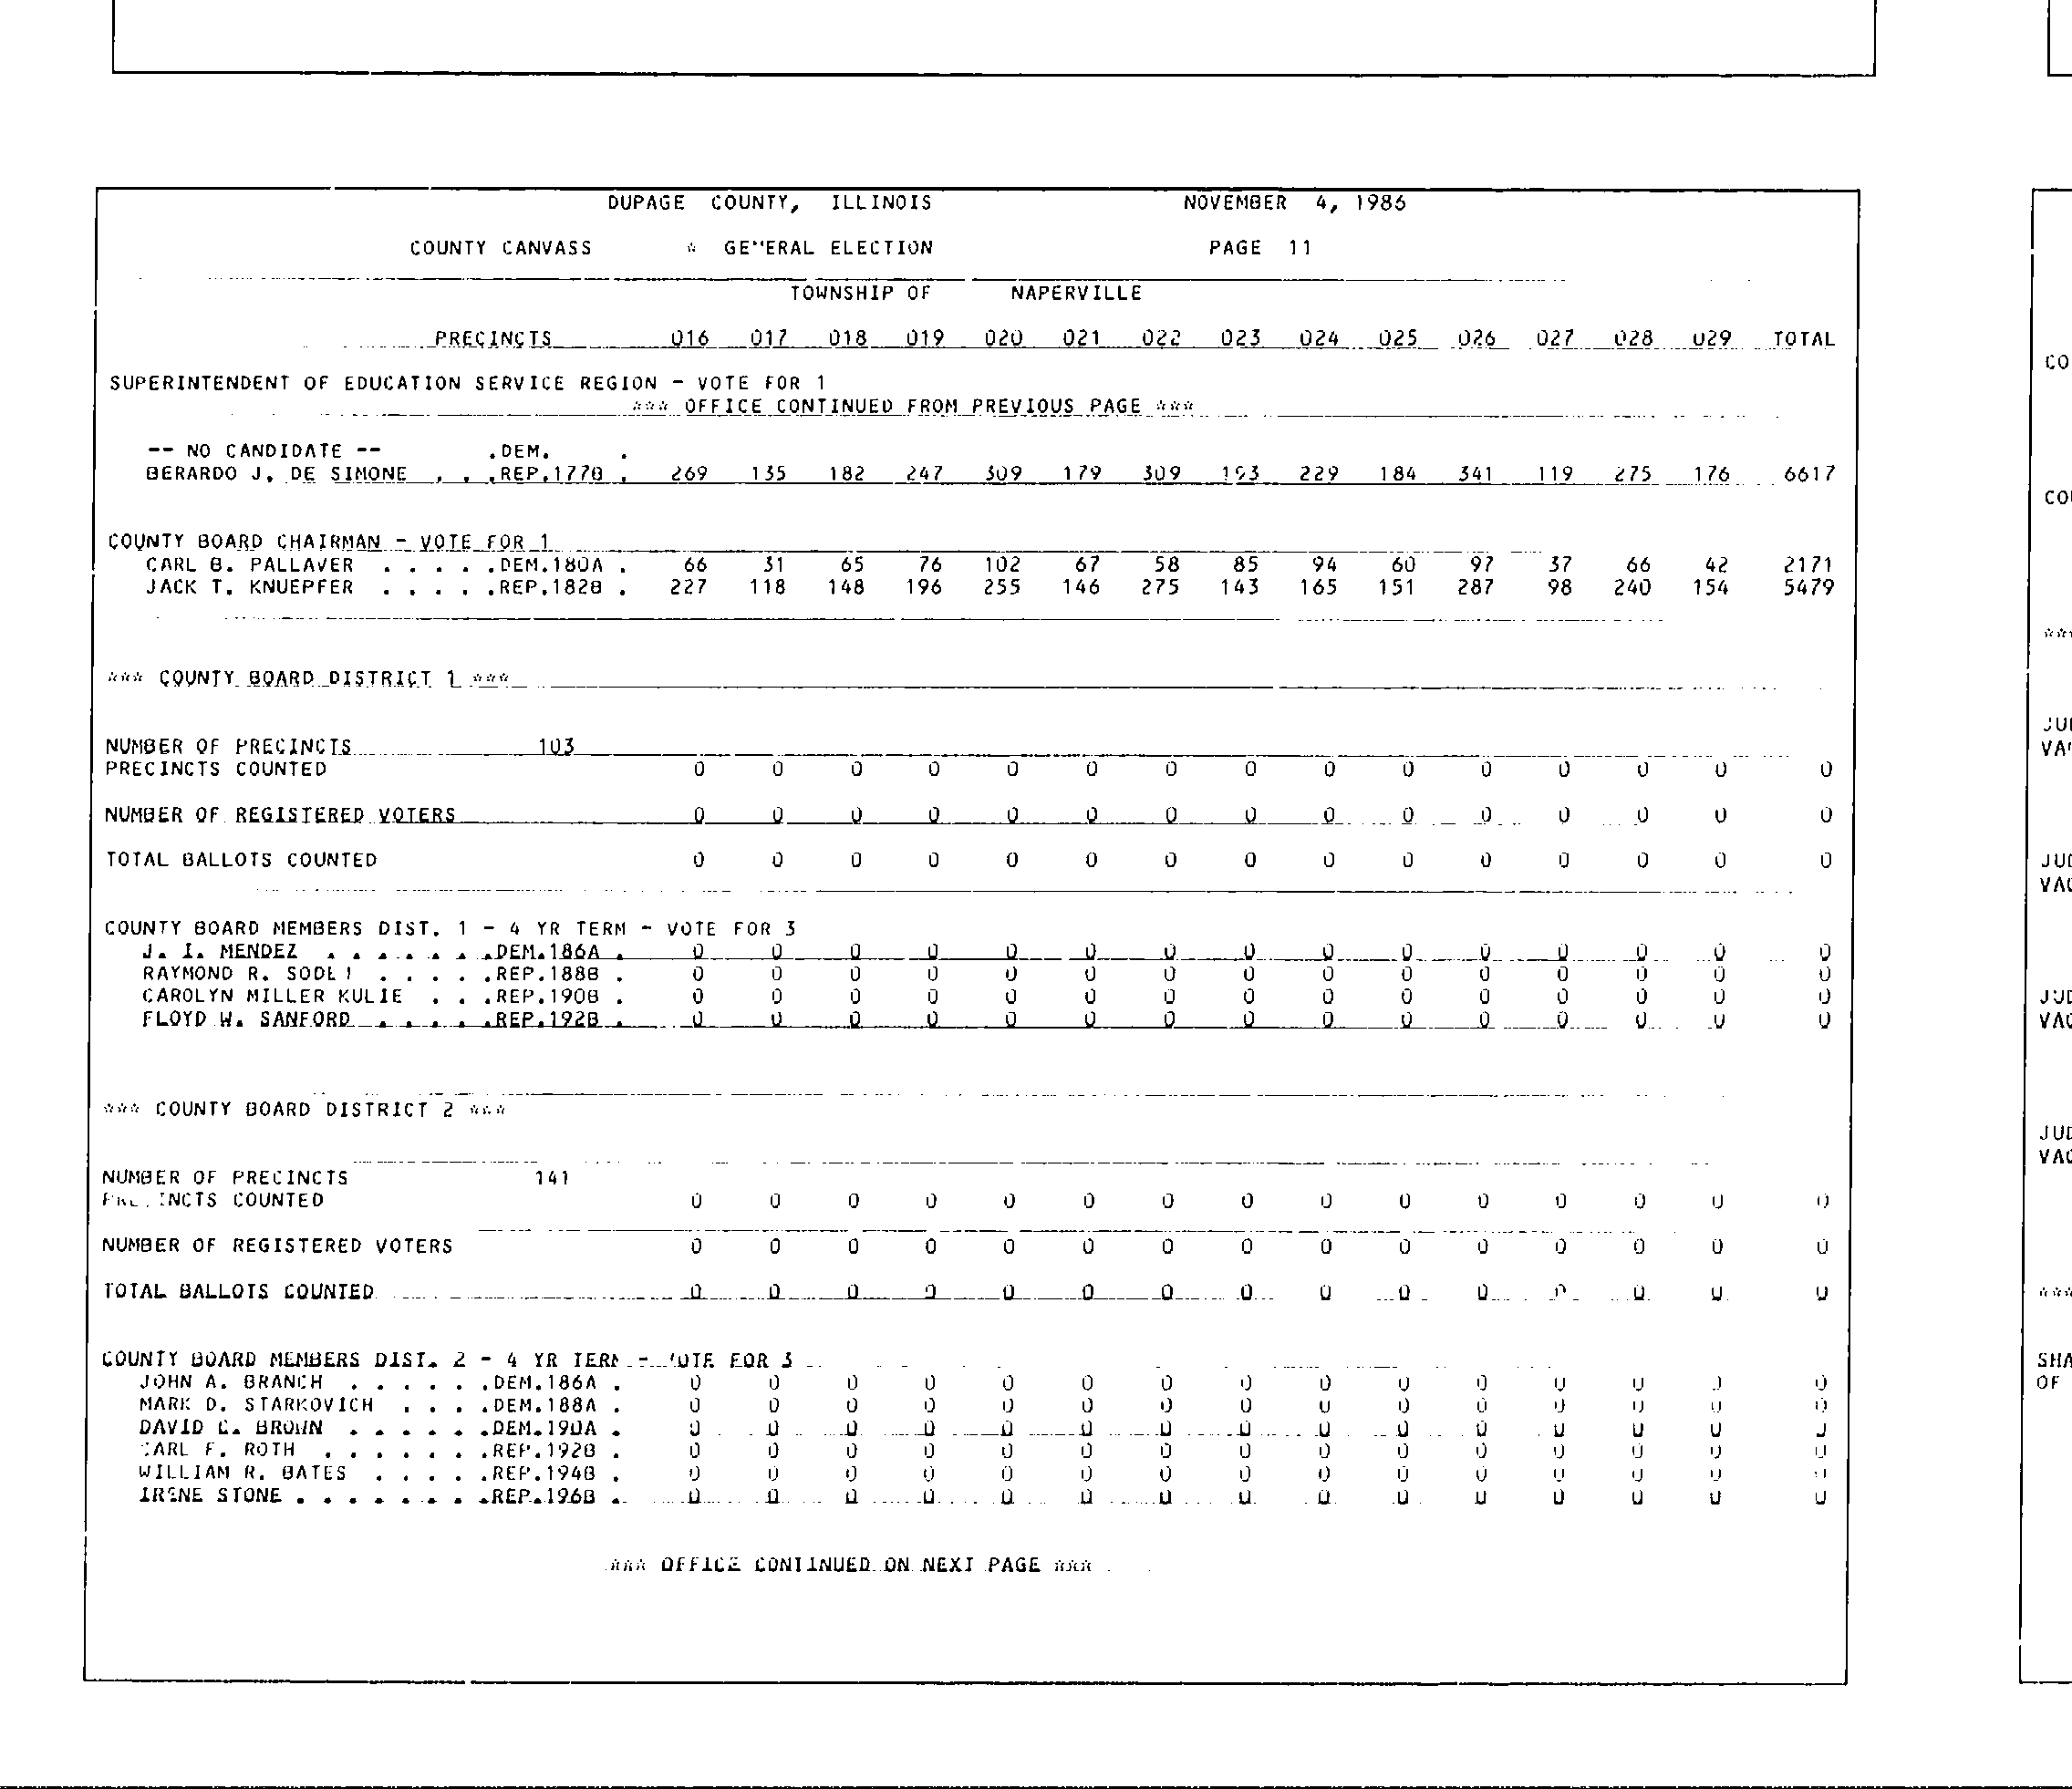 DUPAGE COUNTY, ILLINOIS NOVEMBER 4, 1986
COUNTY CANVASS * GENERAL ELECTION PAGE 11
TOWNSHIP OF NAPERVILLE
PRECINCTS 016 017 018 019 020 021 022 023 024 025 026 027 028 029 TOTAL
SUPERINTENDENT OF EDUCATION SERVICE REGION - VOTE FOR 1
*** OFFICE CONTINUED FROM PREVIOUS PAGE ***
-- NO CANDIDATE -- .DEM. .
BERARDO J. DE SIMONE . . .REP.177B . 269 135 182 247 309 179 309 193 229 184 341 119 275 176 6617
COUNTY BOARD CHAIRMAN - VOTE FOR 1
CARL B. PALLAVER . . . . .DEM.180A . 66 31 65 76 102 67 58 85 94 60 97 37 66 42 2171
JACK T. KNUEPFER . . . . .REP.182B . 227 118 148 196 255 146 275 143 165 151 287 98 240 154 5479
*** COUNTY BOARD DISTRICT 1 ***
NUMBER OF PRECINCTS 103
PRECINCTS COUNTED 0 0 0 0 0 0 0 0 0 0 0 0 0 0 0
NUMBER OF REGISTERED VOTERS 0 0 0 0 0 0 0 0 0 0 0 0 0 0 0
TOTAL BALLOTS COUNTED 0 0 0 0 0 0 0 0 0 0 0 0 0 0 0
COUNTY BOARD MEMBERS DIST. 1 - 4 YR TERM - VOTE FOR 3
J. I. MENDEZ . . . . . . .DEM.186A . 0 0 0 0 0 0 0 0 0 0 0 0 0 0 0
RAYMOND R. . . . . .REP.188B . 0 0 0 0 0 0 0 0 0 0 0 0 0 0 0
CAROLYN MILLER KULIE . . .REP.190B . 0 0 0 0 0 0 0 0 0 0 0 0 0 0 0
FLOYD W. SANFORD . . . . .REP.192B . 0 0 0 0 0 0 0 0 0 0 0 0 0 0 0
*** COUNTY BOARD DISTRICT 2 ***
NUMBER OF PRECINCTS 141
PRECINCTS COUNTED 0 0 0 0 0 0 0 0 0 0 0 0 0 0 0
NUMBER OF REGISTERED VOTERS 0 0 0 0 0 0 0 0 0 0 0 0 0 0 0
TOTAL BALLOTS COUNTED 0 0 0 0 0 0 0 0 0 0 0 0 0 0 0
COUNTY BOARD MEMBERS DIST. 2 - 4 YR TERM - VOTE FOR 3
JOHN A. BRANCH . . . . . .DEM.186A . 0 0 0 0 0 0 0 0 0 0 0 0 0 0 0
MARK D. STARKOVICH . . . .DEM.188A . 0 0 0 0 0 0 0 0 0 0 0 0 0 0 0
DAVID C. BROWN . . . . . .DEM.190A . 0 0 0 0 0 0 0 0 0 0 0 0 0 0 0
CARL F. ROTH . . . . . . .REP.192B . 0 0 0 0 0 0 0 0 0 0 0 0 0 0 0
WILLIAM R. BATES . . . . .REP.194B . 0 0 0 0 0 0 0 0 0 0 0 0 0 0 0
IRENE STONE . . . . . . . .REP.196B . 0 0 0 0 0 0 0 0 0 0 0 0 0 0 0
*** OFFICE CONTINUED ON NEXT PAGE ***